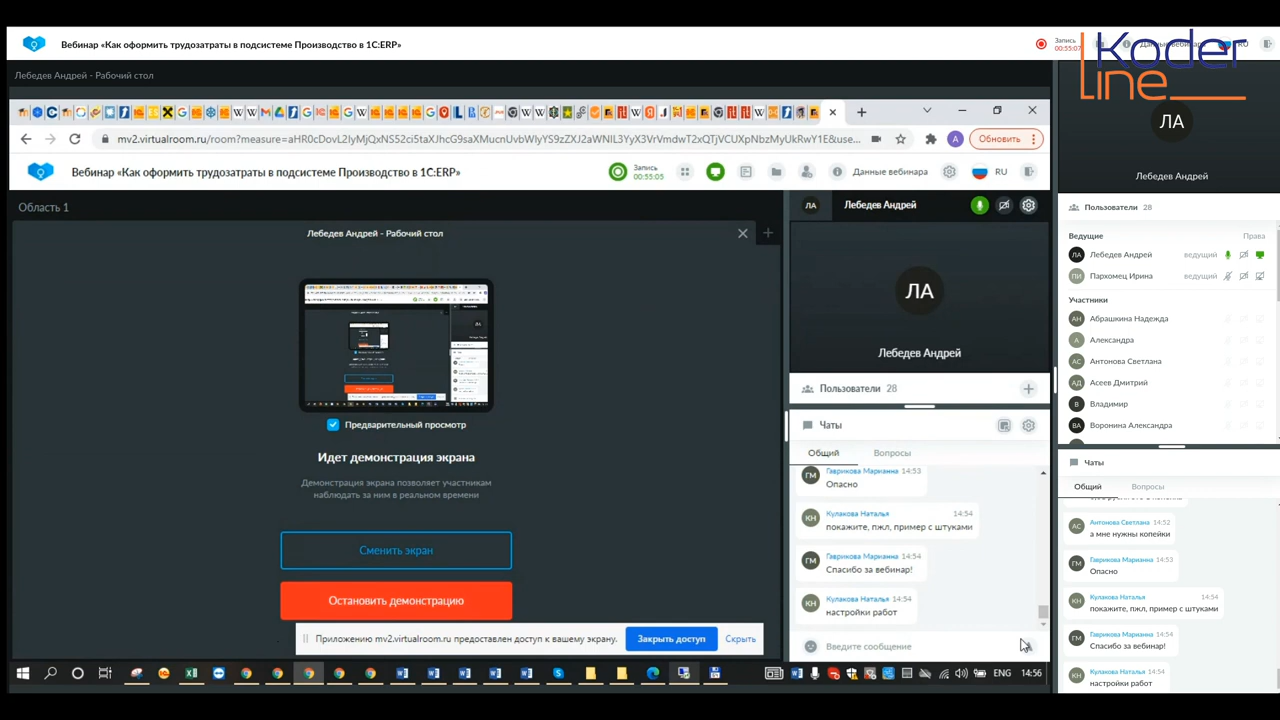 Вебинар «Как оформить трудозатраты в подсистеме Производство в 1С:ERP»
Запись
00:55:07
Данные вебинара
RU
Koder
line
Лебедев Андрей - Рабочий стол
Обновить
Вебинар «Как оформить трудозатраты в подсистеме Производство в 1С:ERP»
Запись
00:55:05
Данные вебинара
RU
Область 1
Лебедев Андрей - Рабочий стол
Предварительный просмотр
Идет демонстрация экрана
Демонстрация экрана позволяет участникам
наблюдать за ним в реальном времени
Сменить экран
Остановить демонстрацию
Приложению mv2.virtualroom.ru предоставлен доступ к вашему экрану.
Закрыть доступ
Скрыть
ЛА
Лебедев Андрей
ЛА
Лебедев Андрей
Пользователи 28
Чаты
Общий
Вопросы
ГМ
Гаврикова Марианна 14:53
Опасно
КН
Кулакова Наталья 14:54
покажите, пжл, пример с штуками
ГМ
Гаврикова Марианна 14:54
Спасибо за вебинар!
КН
Кулакова Наталья 14:54
настройки работ
Введите сообщение
ENG
14:56
ЛА
Лебедев Андрей
Пользователи 28
Ведущие
Права
ЛА Лебедев Андрей ведущий
ПИ Пархомец Ирина ведущий
Участники
АН Абрашкина Надежда
А Александра
АС Антонова Светлана
АД Асеев Дмитрий
В Владимир
ВА Воронина Александра
Чаты
Общий
Вопросы
АС
Антонова Светлана 14:52
а мне нужны копейки
ГМ
Гаврикова Марианна 14:53
Опасно
КН
Кулакова Наталья 14:54
покажите, пжл, пример с штуками
ГМ
Гаврикова Марианна 14:54
Спасибо за вебинар!
КН
Кулакова Наталья 14:54
настройки работ